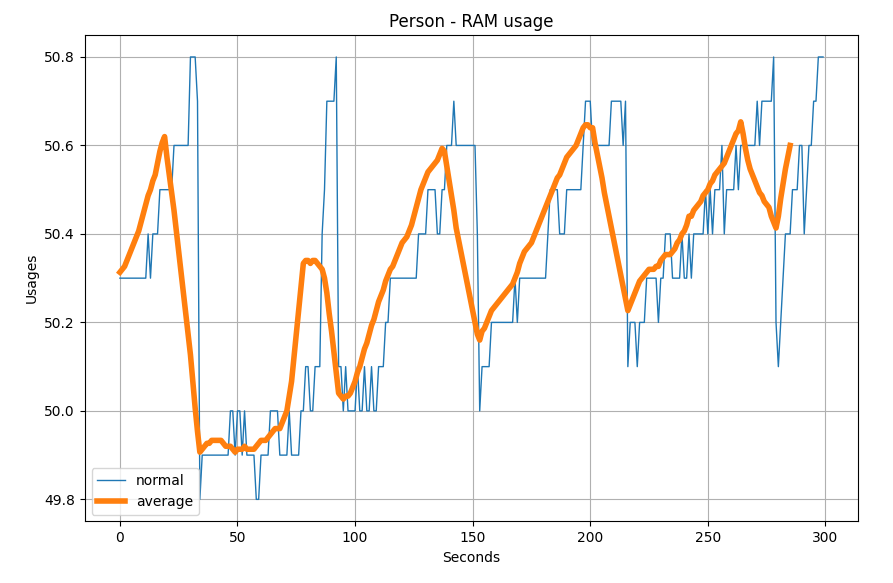 Person - RAM usage
50.8
50.6
50.4
50.2
50.0
49.8
Usages
normal
average
0 50 100 150 200 250 300
Seconds